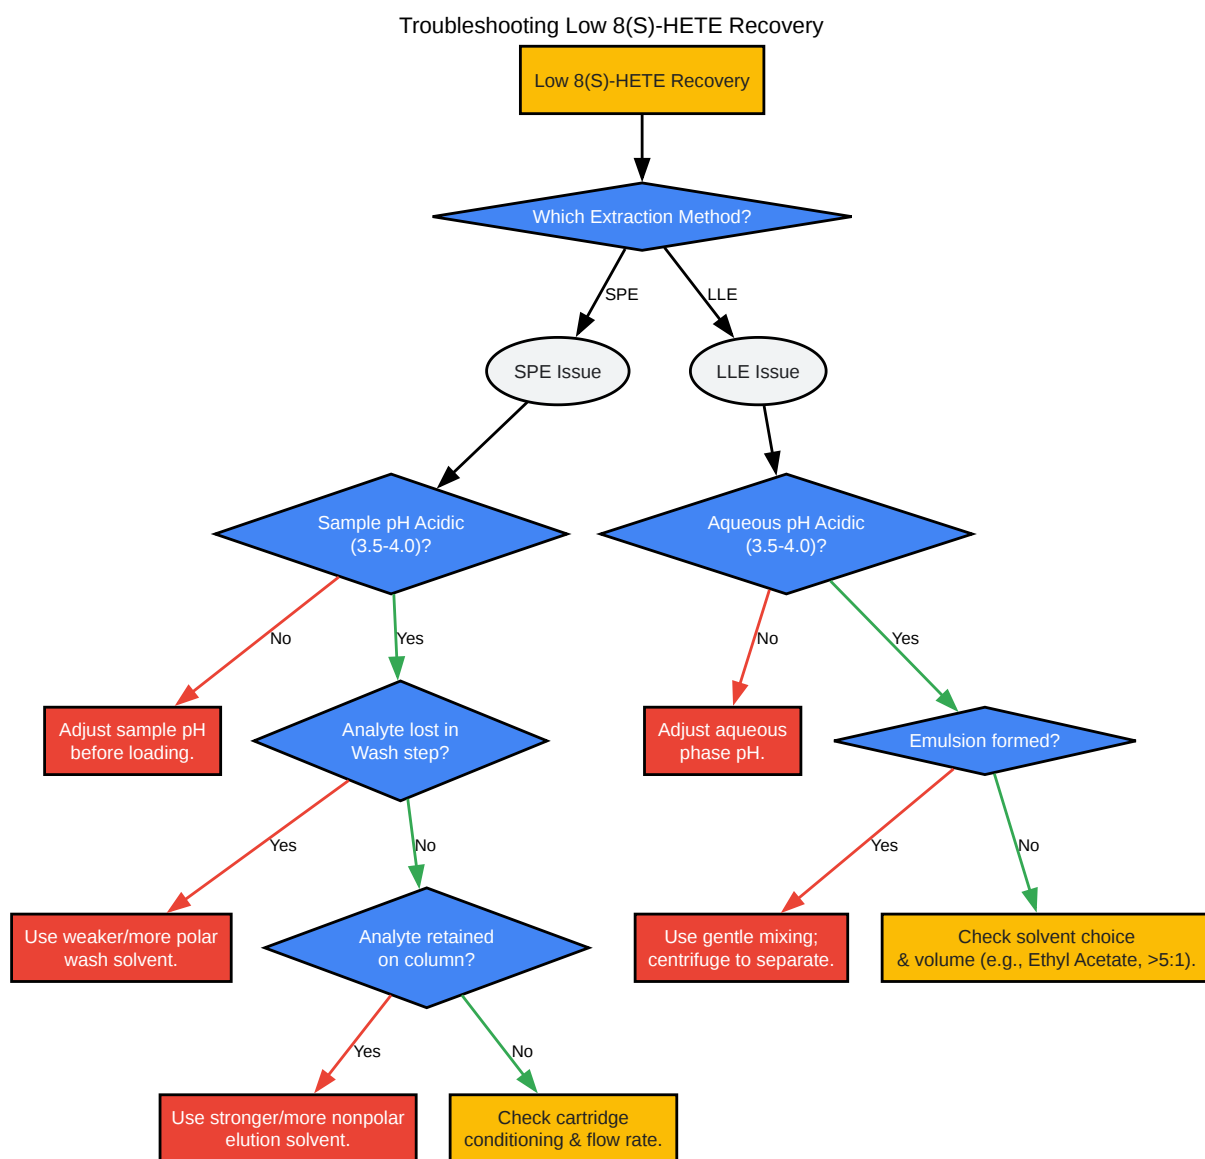 Troubleshooting Low 8(S)-HETE Recovery
Low 8(S)-HETE Recovery
Which Extraction Method?
SPE
LLE
SPE Issue
LLE Issue
Sample pH Acidic
(3.5-4.0)?
Aqueous pH Acidic
(3.5-4.0)?
No
Yes
No
Yes
Adjust sample pH
before loading.
Analyte lost in
Wash step?
Adjust aqueous
phase pH.
Emulsion formed?
Yes
No
Yes
No
Use weaker/more polar
wash solvent.
Analyte retained
on column?
Use gentle mixing;
centrifuge to separate.
Check solvent choice
& volume (e.g., Ethyl Acetate, >5:1).
Yes
No
Use stronger/more nonpolar
elution solvent.
Check cartridge
conditioning & flow rate.